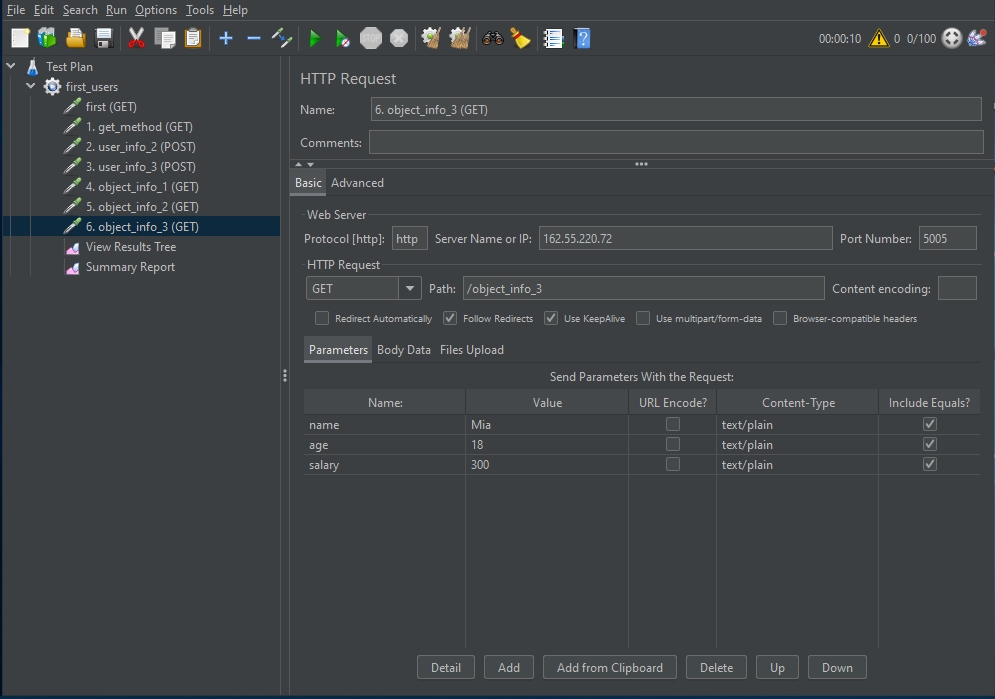 File Edit Search Run Options Tools Help
STOP 00:00:10 0 0/100
Test Plan
first_users
first (GET)
1. get_method (GET)
2. user_info_2 (POST)
3. user_info_3 (POST)
4. object_info_1 (GET)
5. object_info_2 (GET)
6. object_info_3 (GET)
View Results Tree
Summary Report
HTTP Request
Name: 6. object_info_3 (GET)
Comments:
Basic Advanced
Web Server
Protocol [http]: http Server Name or IP: 162.55.220.72 Port Number: 5005
HTTP Request
GET Path: /object_info_3 Content encoding:
Redirect Automatically Follow Redirects Use KeepAlive Use multipart/form-data Browser-compatible headers
Parameters Body Data Files Upload
Send Parameters With the Request:
Name: Value URL Encode? Content-Type Include Equals?
name Mia text/plain
age 18 text/plain
salary 300 text/plain
Detail Add Add from Clipboard Delete Up Down